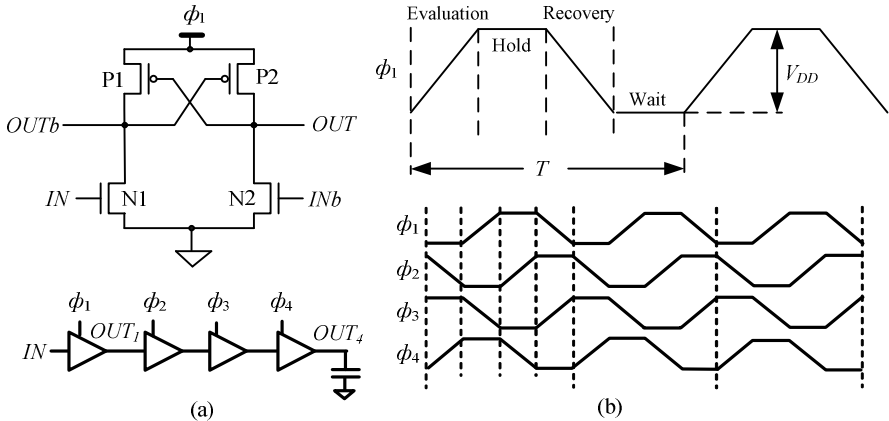 ϕ1
P1
P2
OUTb
OUT
IN
N1
N2
INb
ϕ1
ϕ2
ϕ3
ϕ4
IN
OUT1
OUT4
(a)
Evaluation
Recovery
Hold
ϕ1
Wait
VDD
T
ϕ1
ϕ2
ϕ3
ϕ4
(b)